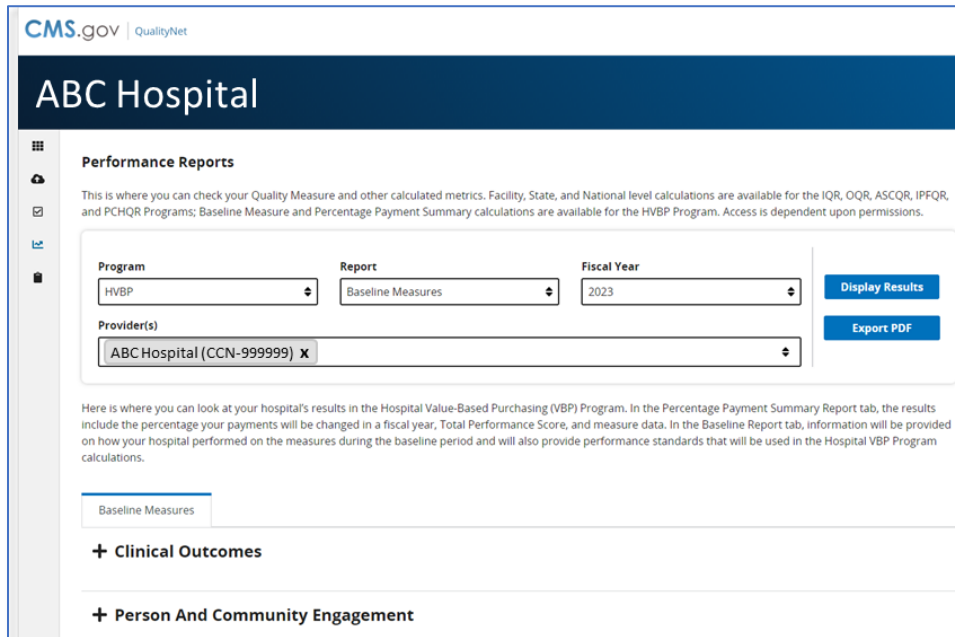 CMS.gov | QualityNet
ABC Hospital
Performance Reports
This is where you can check your Quality Measure and other calculated metrics. Facility, State, and National level calculations are available for the IQR, OQR, ASCQR, IPFQR,
and PCHQR Programs; Baseline Measure and Percentage Payment Summary calculations are available for the HVBP Program. Access is dependent upon permissions.
Program Report Fiscal Year
HVBP Baseline Measures 2023 Display Results
Provider(s) Export PDF
ABC Hospital (CCN-999999) x
Here is where you can look at your hospital's results in the Hospital Value-Based Purchasing (VBP) Program. In the Percentage Payment Summary Report tab, the results
include the percentage your payments will be changed in a fiscal year, Total Performance Score, and measure data. In the Baseline Report tab, information will be provided
on how your hospital performed on the measures during the baseline period and will also provide performance standards that will be used in the Hospital VBP Program
calculations.
Baseline Measures
+ Clinical Outcomes
+ Person And Community Engagement